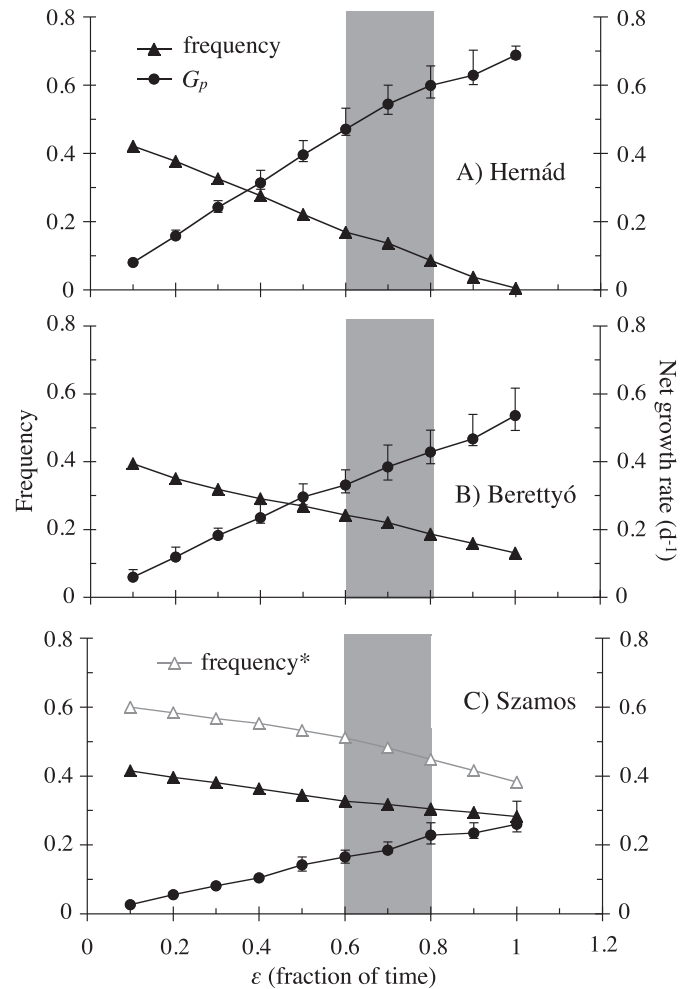 0.8 0.8
frequency
Gp
0.6 0.6
0.4 0.4
A) Hernád
0.2 0.2
0 0
0.8 0.8
0.6 0.6
0.4 0.4
B) Berettyó
0.2 0.2
0 0
Frequency
Net growth rate (d-1)
0.8 0.8
frequency*
C) Szamos
0.6 0.6
0.4 0.4
0.2 0.2
0 0
0 0.2 0.4 0.6 0.8 1 1.2
ε (fraction of time)